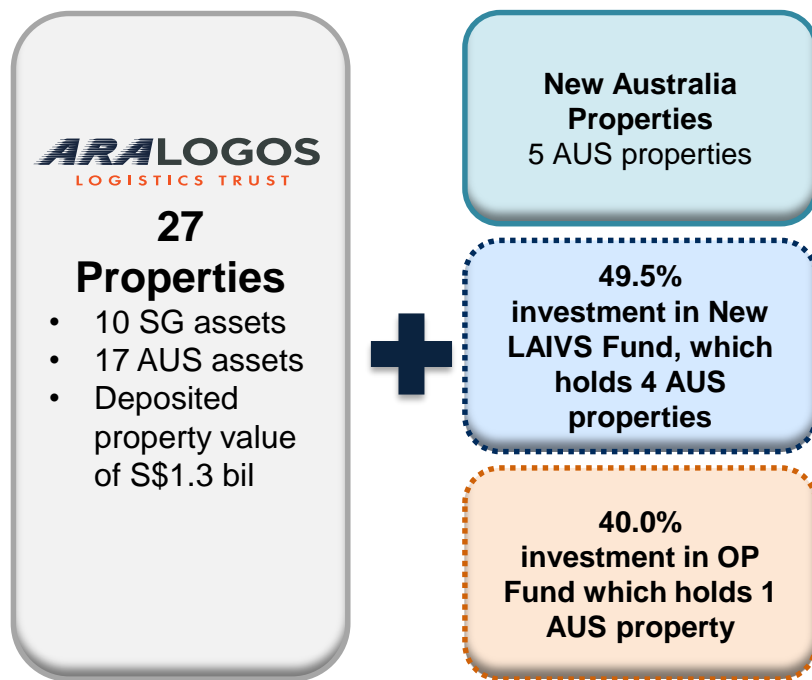 ARALOGOS
LOGISTICS TRUST
27
Properties
• 10 SG assets
• 17 AUS assets
• Deposited
property value
of S$1.3 bil
New Australia
Properties
5 AUS properties
49.5%
investment in New
LAIVS Fund, which
holds 4 AUS
properties
40.0%
investment in OP
Fund which holds 1
AUS property